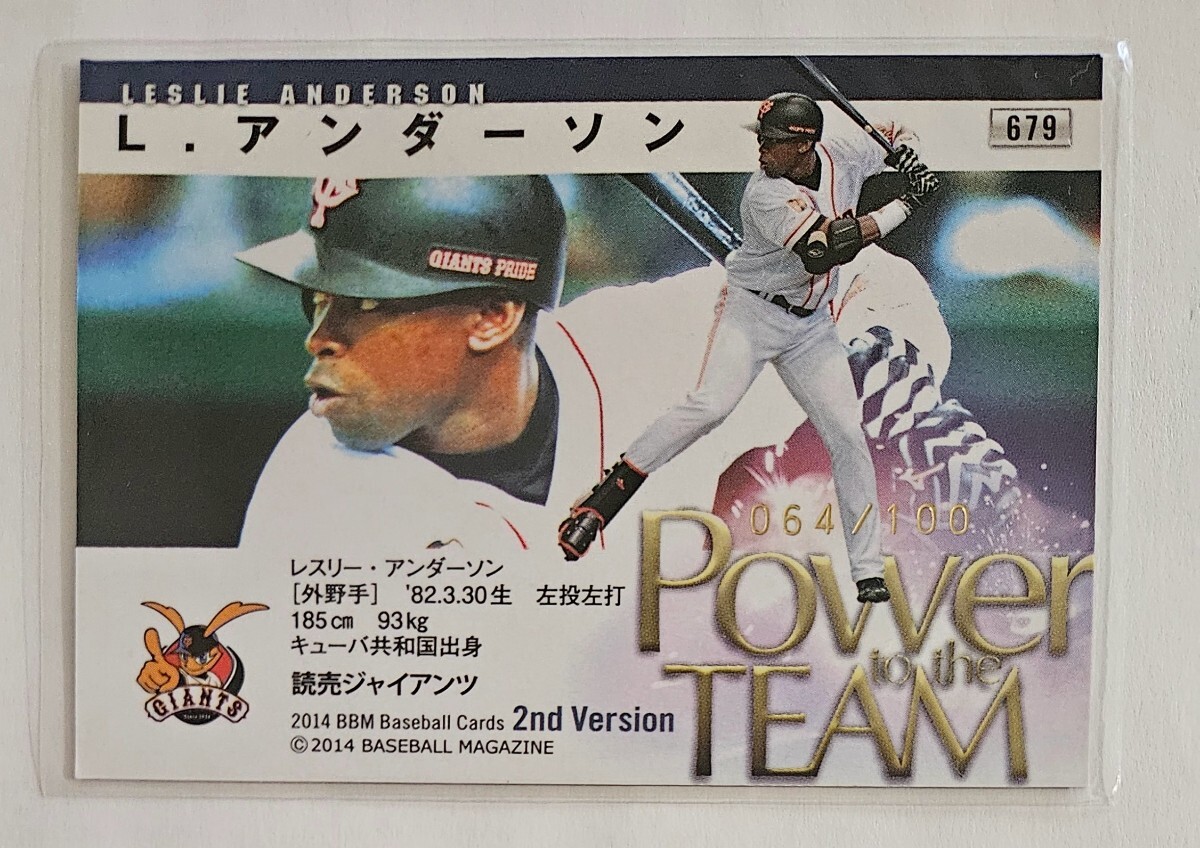 LESLIE ANDERSON
L.アンダーソン
679
GIANTS PRIDE
064/100
Power
to the
TEAM
レスリー・アンダーソン
[外野手] '82.3.30生 左投左打
185cm 93kg
キューバ共和国出身
読売ジャイアンツ
2014 BBM Baseball Cards 2nd Version
©2014 BASEBALL MAGAZINE
GIANTS